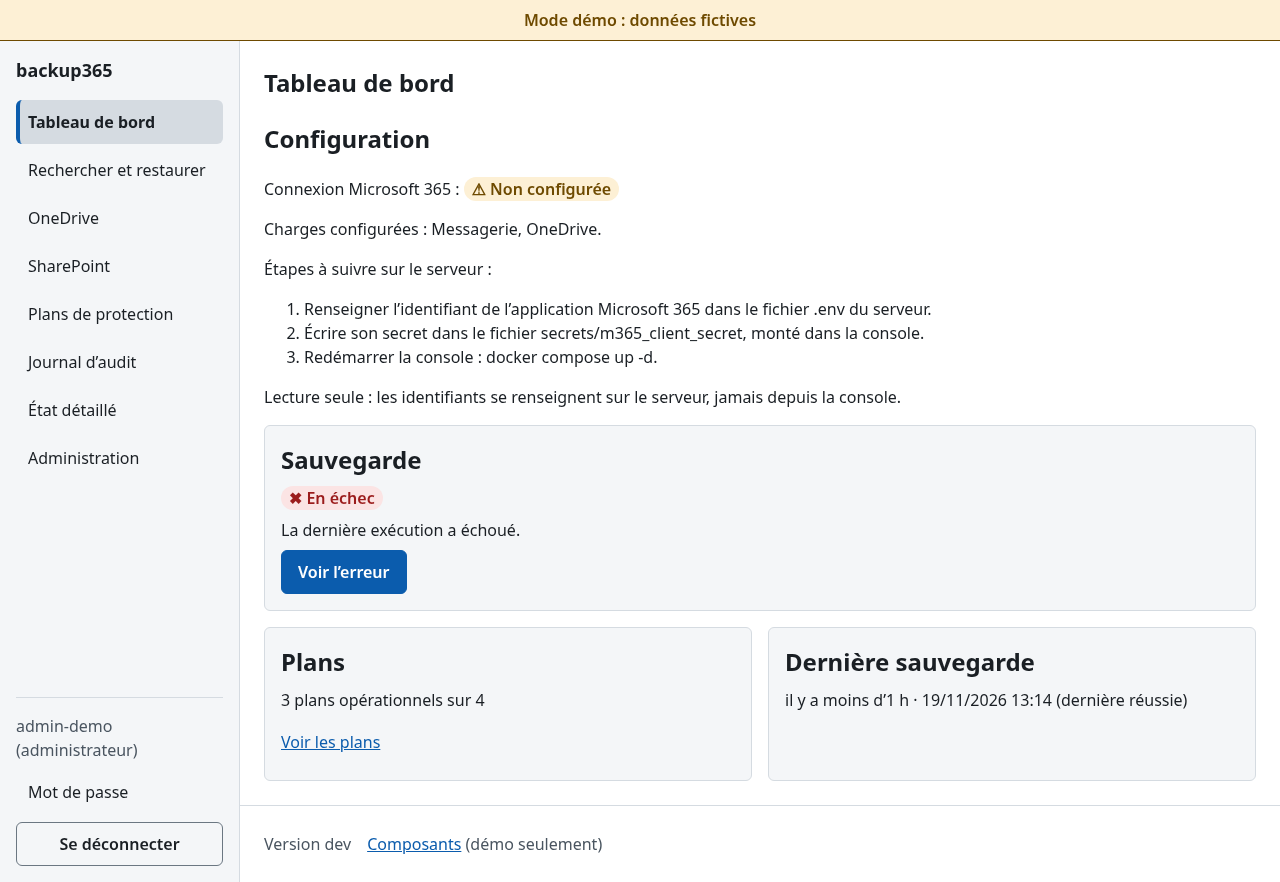 Mode démo : données fictives
backup365
Tableau de bord
Rechercher et restaurer
OneDrive
SharePoint
Plans de protection
Journal d’audit
État détaillé
Administration
admin-demo
(administrateur)
Mot de passe
Se déconnecter
Tableau de bord
Configuration
Connexion Microsoft 365 : ⚠ Non configurée
Charges configurées : Messagerie, OneDrive.
Étapes à suivre sur le serveur :
1. Renseigner l’identifiant de l’application Microsoft 365 dans le fichier .env du serveur.
2. Écrire son secret dans le fichier secrets/m365_client_secret, monté dans la console.
3. Redémarrer la console : docker compose up -d.
Lecture seule : les identifiants se renseignent sur le serveur, jamais depuis la console.
Sauvegarde
✖ En échec
La dernière exécution a échoué.
Voir l’erreur
Plans
3 plans opérationnels sur 4
Voir les plans
Dernière sauvegarde
il y a moins d’1 h · 19/11/2026 13:14 (dernière réussie)
Version dev Composants (démo seulement)